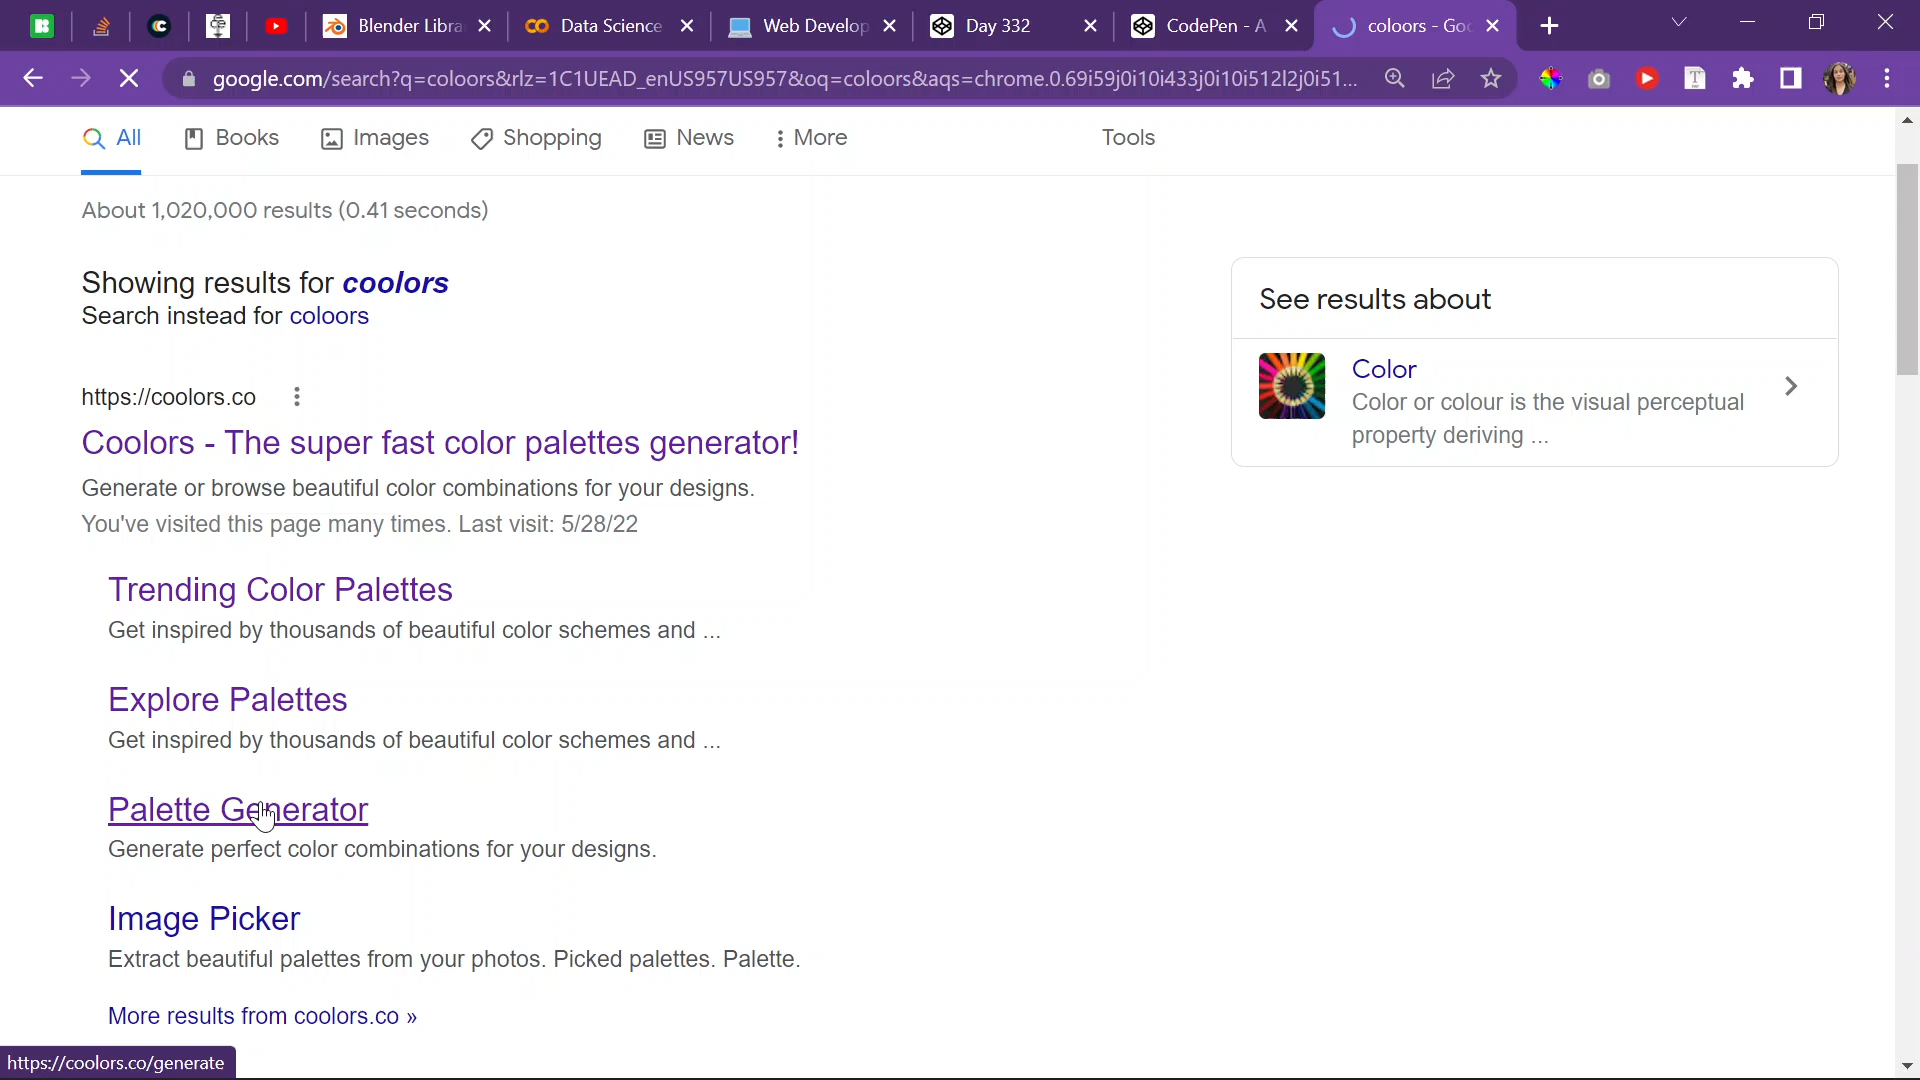 Blender Libra
Data Science
Web Develop
Day 332
CodePen - A
coloors - Goo
google.com/search?q=coloors&rlz=1C1UEAD_enUS957US957&oq=coloors&aqs=chrome.0.69i59j0i10i433j0i10i512l2j0i51...
All
Books
Images
Shopping
News
More
Tools
About 1,020,000 results (0.41 seconds)
Showing results for coolors
Search instead for coloors
See results about
Color
Color or colour is the visual perceptual
property deriving ...
https://coolors.co
Coolors - The super fast color palettes generator!
Generate or browse beautiful color combinations for your designs.
You've visited this page many times. Last visit: 5/28/22
Trending Color Palettes
Get inspired by thousands of beautiful color schemes and ...
Explore Palettes
Get inspired by thousands of beautiful color schemes and ...
Palette Generator
Generate perfect color combinations for your designs.
Image Picker
Extract beautiful palettes from your photos. Picked palettes. Palette.
More results from coolors.co »
https://coolors.co/generate